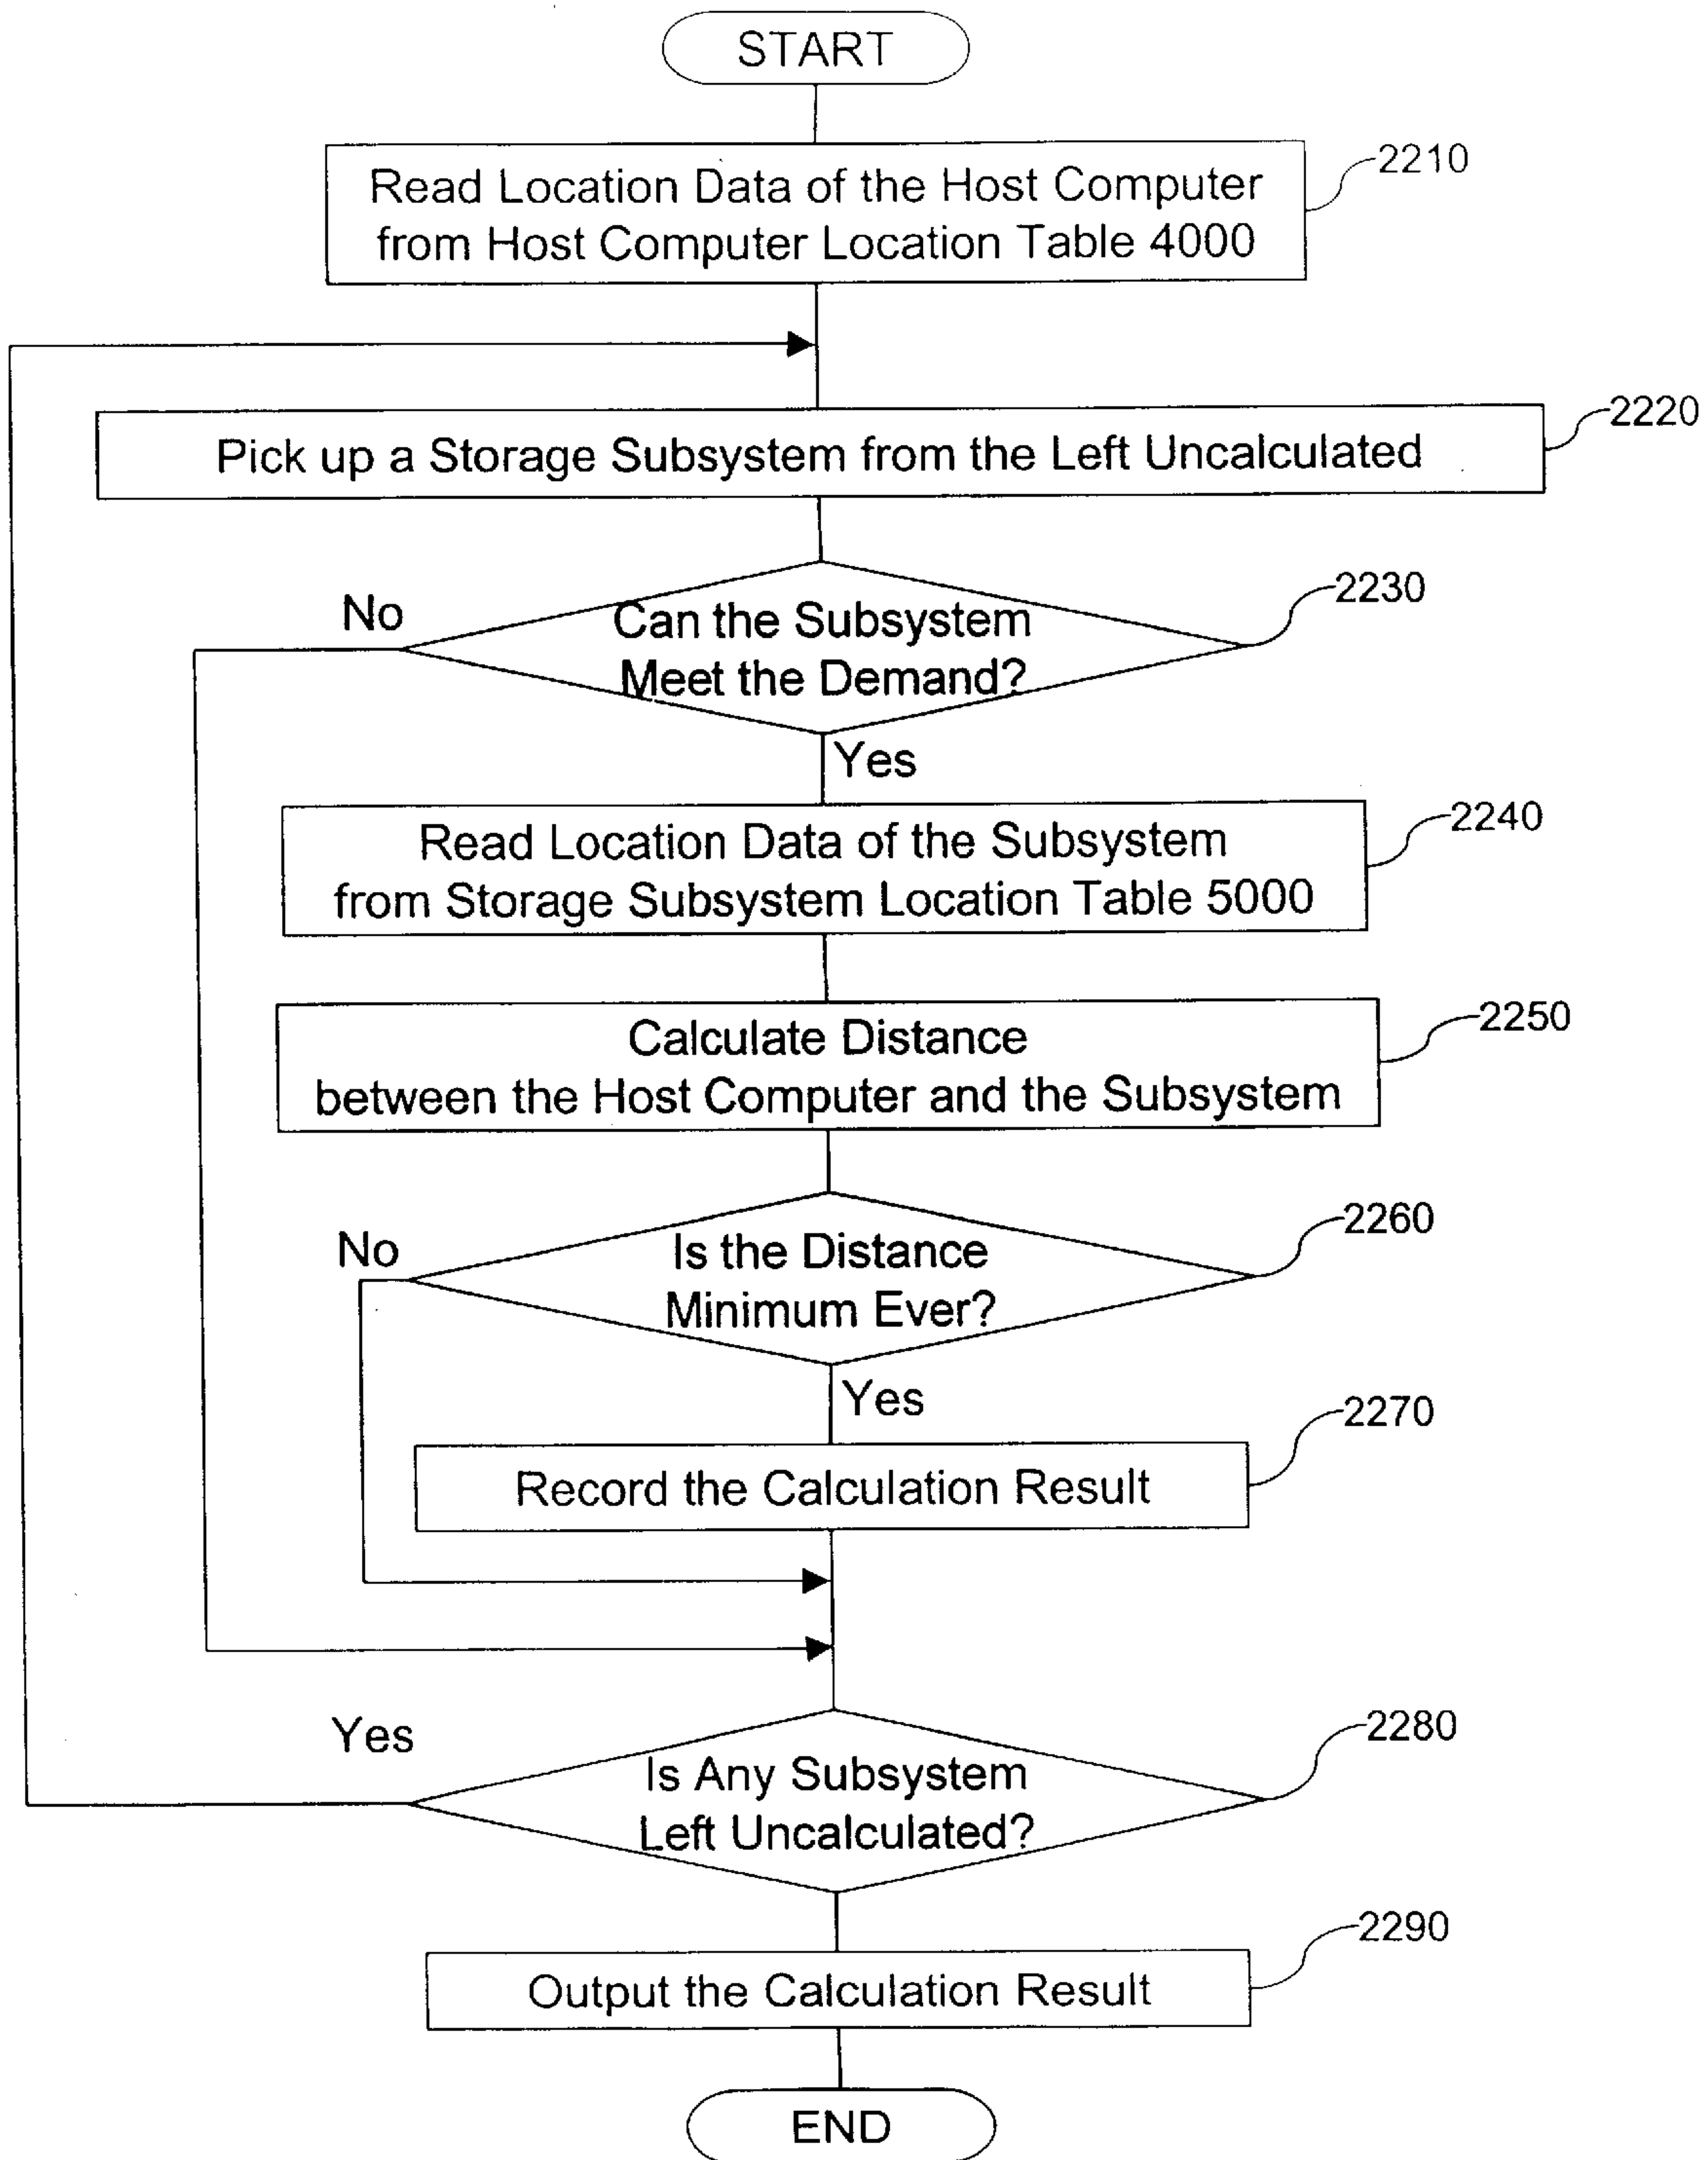 START
Read Location Data of the Host Computer
from Host Computer Location Table 4000
2210
Pick up a Storage Subsystem from the Left Uncalculated
2220
Can the Subsystem
Meet the Demand?
2230
No
Yes
Read Location Data of the Subsystem
from Storage Subsystem Location Table 5000
2240
Calculate Distance
between the Host Computer and the Subsystem
2250
Is the Distance
Minimum Ever?
2260
No
Yes
Record the Calculation Result
2270
Is Any Subsystem
Left Uncalculated?
2280
Yes
Output the Calculation Result
2290
END